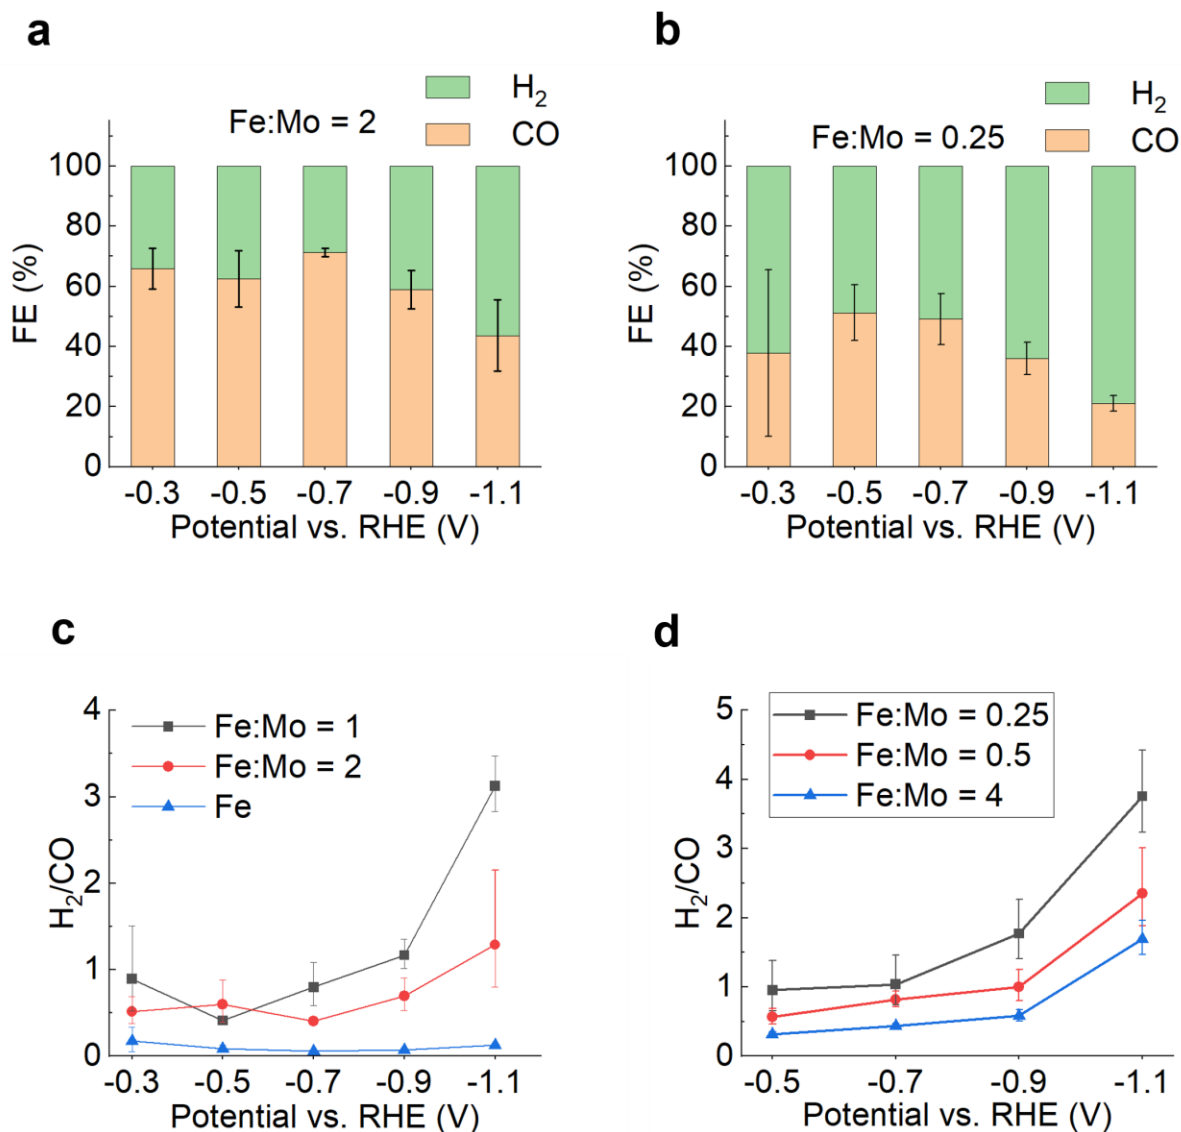 a
H2
CO
Fe:Mo = 2
100
80
60
40
20
0
FE (%)
-0.3 -0.5 -0.7 -0.9 -1.1
Potential vs. RHE (V)
b
H2
CO
Fe:Mo = 0.25
100
80
60
40
20
0
FE (%)
-0.3 -0.5 -0.7 -0.9 -1.1
Potential vs. RHE (V)
c
Fe:Mo = 1
Fe:Mo = 2
Fe
4
3
2
1
0
H2/CO
-0.3 -0.5 -0.7 -0.9 -1.1
Potential vs. RHE (V)
d
Fe:Mo = 0.25
Fe:Mo = 0.5
Fe:Mo = 4
5
4
3
2
1
0
H2/CO
-0.5 -0.7 -0.9 -1.1
Potential vs. RHE (V)